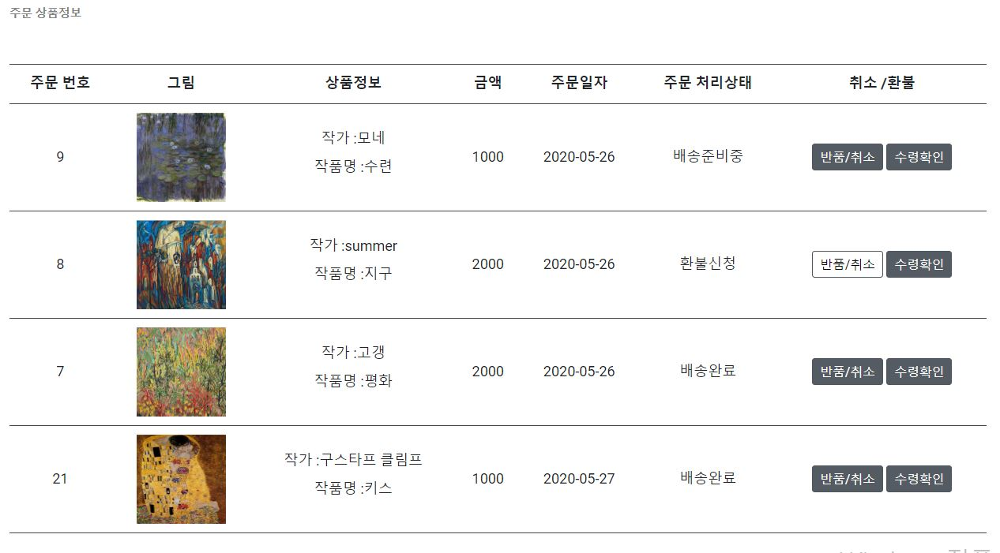 주문 상품정보
주문 번호 그림 상품정보 금액 주문일자 주문 처리상태 취소 /환불
작가 :모네
9 1000 2020-05-26 배송준비중 반품/취소 수령확인
작품명 :수련
작가 :summer
8 2000 2020-05-26 환불신청 반품/취소 수령확인
작품명 :지구
작가 :고갱
7 2000 2020-05-26 배송완료 반품/취소 수령확인
작품명 :평화
작가 :구스타프 클림프
21 1000 2020-05-27 배송완료 반품/취소 수령확인
작품명 :키스